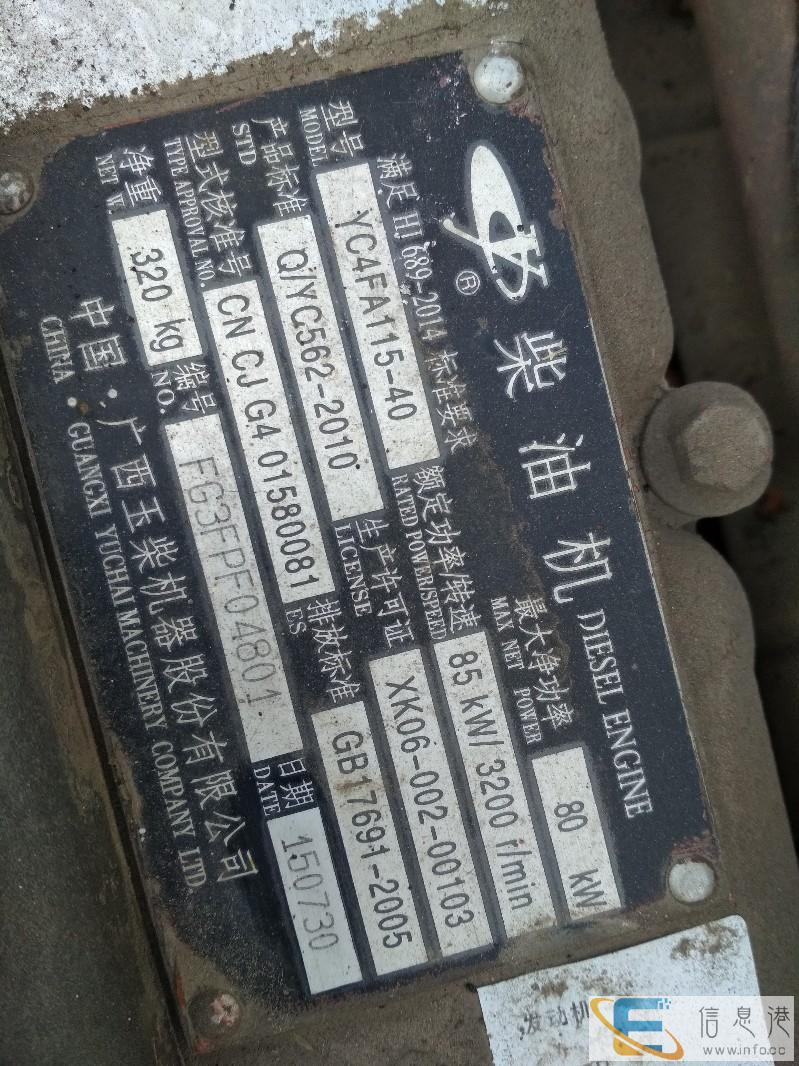 ® 柴油机 DIESEL ENGINE
满足 HJ 689-2014 标准要求
最大净功率 80 kW
MAX NET POWER
型号 YC4FA115-40 额定功率/转速 85 kW/ 3200 r/min
MODEL RATED POWER/SPEED
产品标准 Q/YC562-2010 生产许可证 XK06-002-00103
STD LICENSE
型式核准号 CN CJ G4 01580081 排放标准 GB17691-2005
TYPE APPROVAL NO. ES
净重 320 kg 编号 FG3FPF04801 日期 150730
NET W. NO. DATE
中国·广西玉柴机器股份有限公司
CHINA · GUANGXI YUCHAI MACHINERY COMPANY LTD.
发动机
信息港
www.info.cc